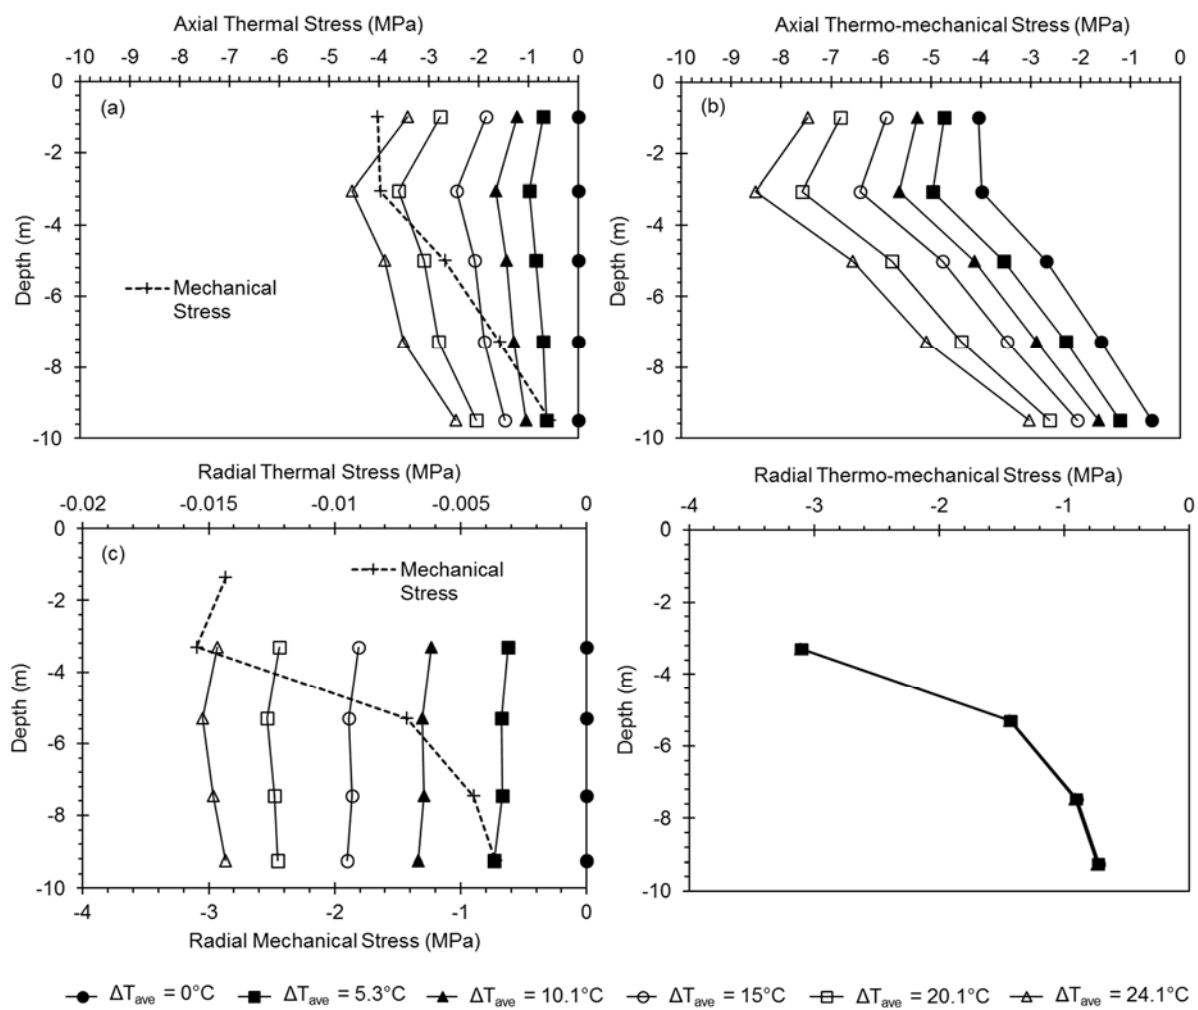 Axial Thermal Stress (MPa)
-10 -9 -8 -7 -6 -5 -4 -3 -2 -1 0
0
-2
-4
-6
-8
-10
Depth (m)
(a)
Mechanical
Stress
Axial Thermo-mechanical Stress (MPa)
-10 -9 -8 -7 -6 -5 -4 -3 -2 -1 0
0
-2
-4
-6
-8
-10
Depth (m)
(b)
Radial Thermal Stress (MPa)
-0.02 -0.015 -0.01 -0.005 0
0
-2
-4
-6
-8
-10
Depth (m)
(c)
Mechanical
Stress
-4 -3 -2 -1 0
Radial Mechanical Stress (MPa)
Radial Thermo-mechanical Stress (MPa)
-4 -3 -2 -1 0
0
-2
-4
-6
-8
-10
Depth (m)
ΔTave = 0°C ΔTave = 5.3°C ΔTave = 10.1°C ΔTave = 15°C ΔTave = 20.1°C ΔTave = 24.1°C